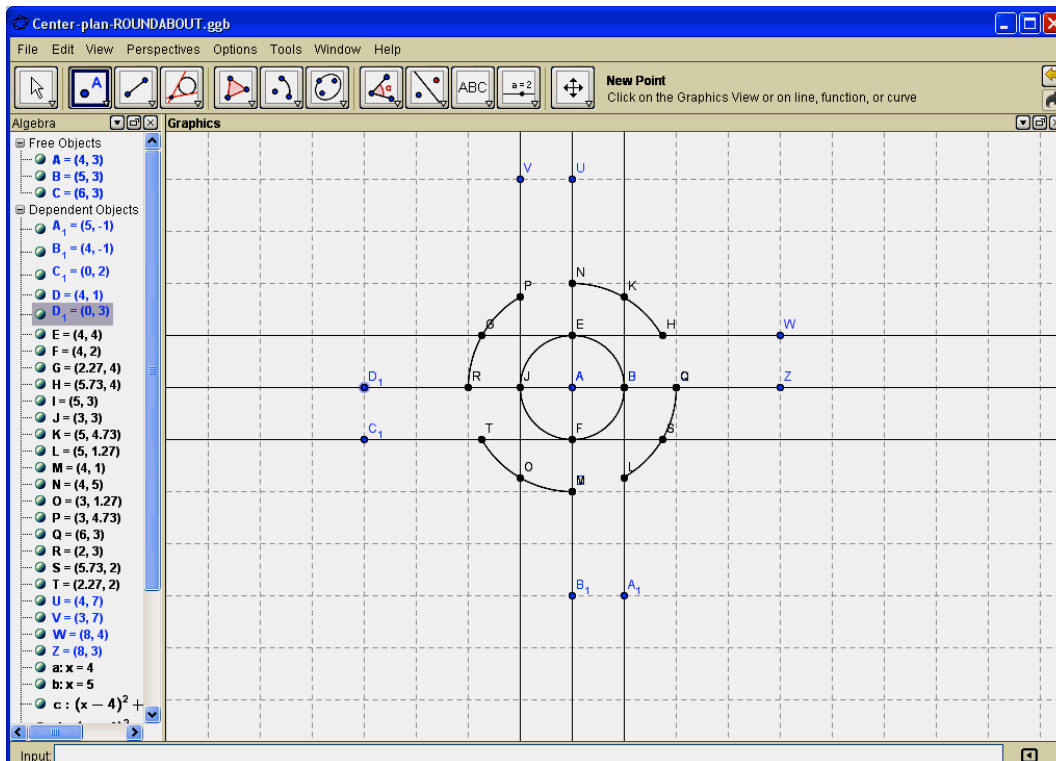 Center-plan-ROUNDABOUT.ggb
File Edit View Perspectives Options Tools Window Help
A ABC a=2
New Point
Click on the Graphics View or on line, function, or curve
Algebra
Graphics
Free Objects
A = (4, 3)
B = (5, 3)
C = (6, 3)
Dependent Objects
A₁ = (5, -1)
B₁ = (4, -1)
C₁ = (0, 2)
D = (4, 1)
D₁ = (0, 3)
E = (4, 4)
F = (4, 2)
G = (2.27, 4)
H = (5.73, 4)
I = (5, 3)
J = (3, 3)
K = (5, 4.73)
L = (5, 1.27)
M = (4, 1)
N = (4, 5)
O = (3, 1.27)
P = (3, 4.73)
Q = (6, 3)
R = (2, 3)
S = (5.73, 2)
T = (2.27, 2)
U = (4, 7)
V = (3, 7)
W = (8, 4)
Z = (8, 3)
a: x = 4
b: x = 5
c : (x − 4)² +
V U
N
P K
G E H W
D₁ R J A B Q Z
C₁ T F S
O L
M
B₁ A₁
Input: